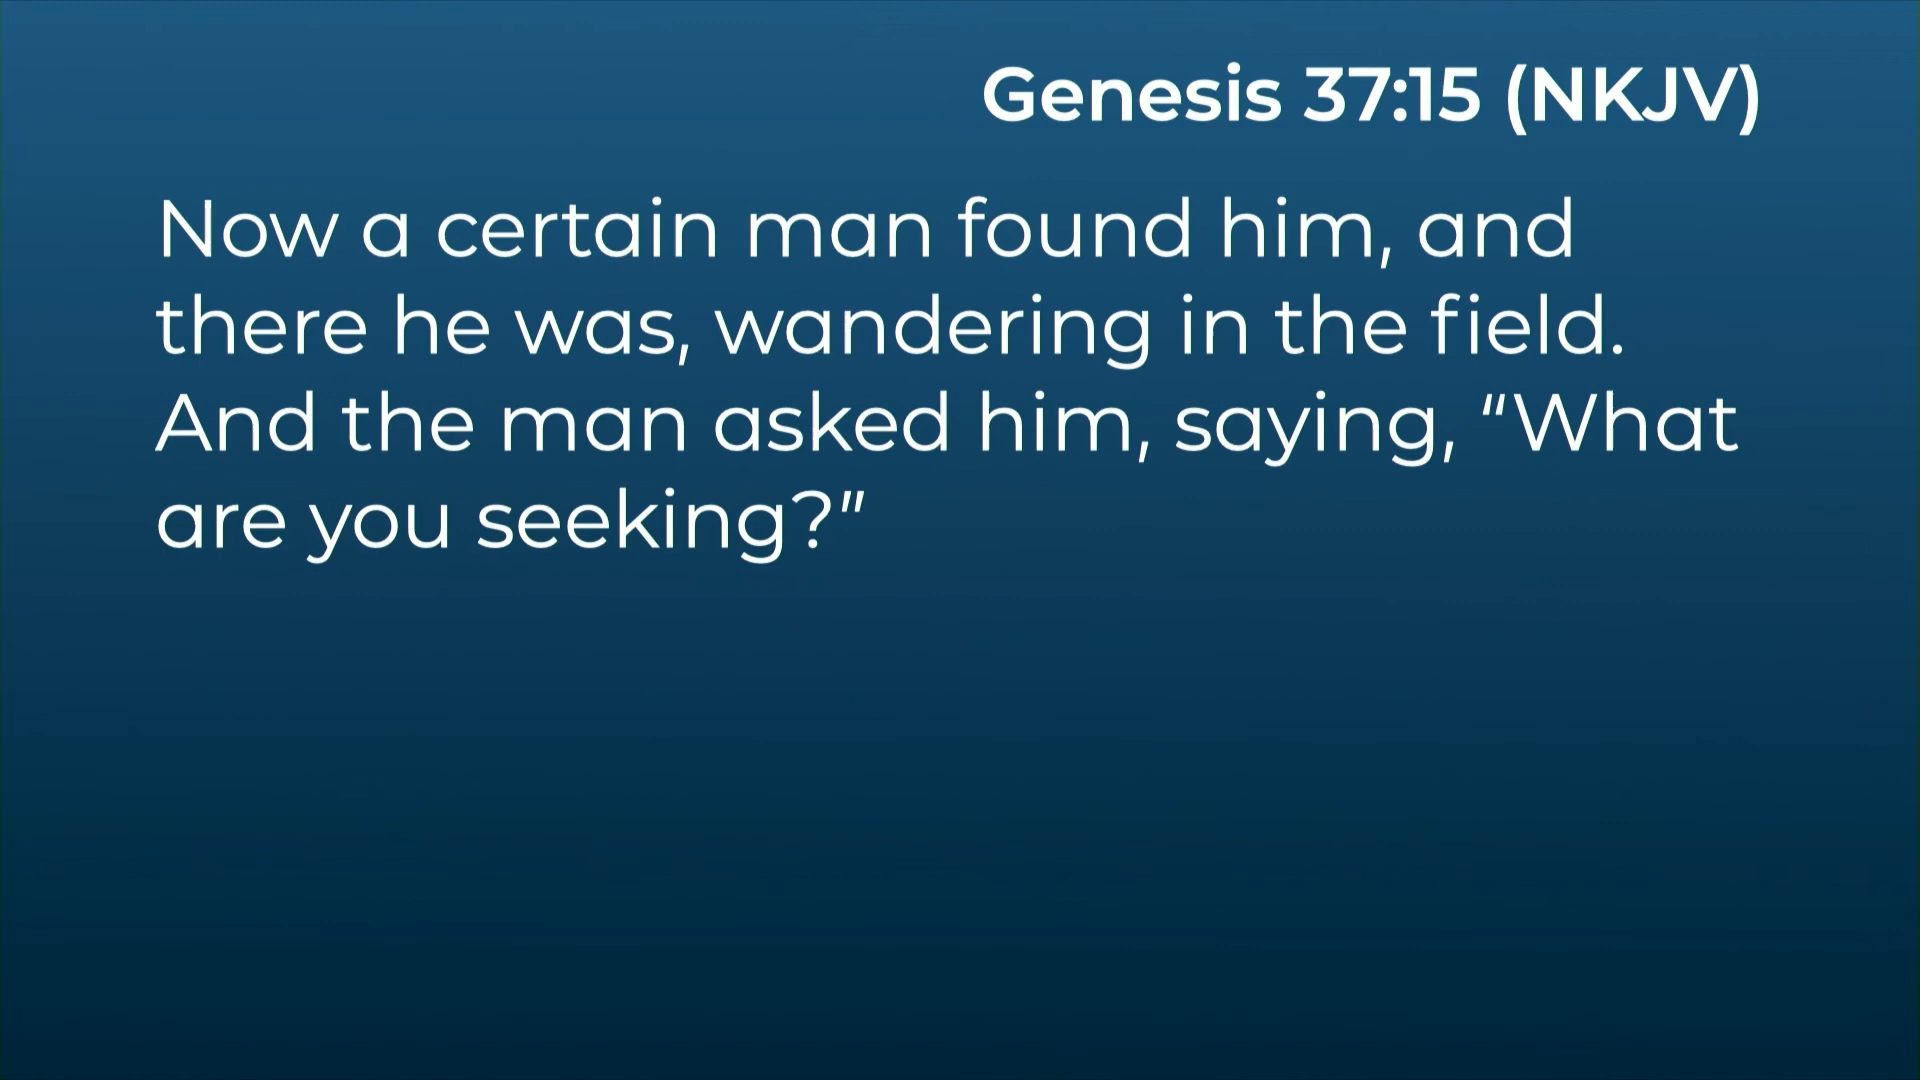 Genesis 37:15 (NKJV)
Now a certain man found him, and
there he was, wandering in the field.
And the man asked him, saying, “What
are you seeking?”